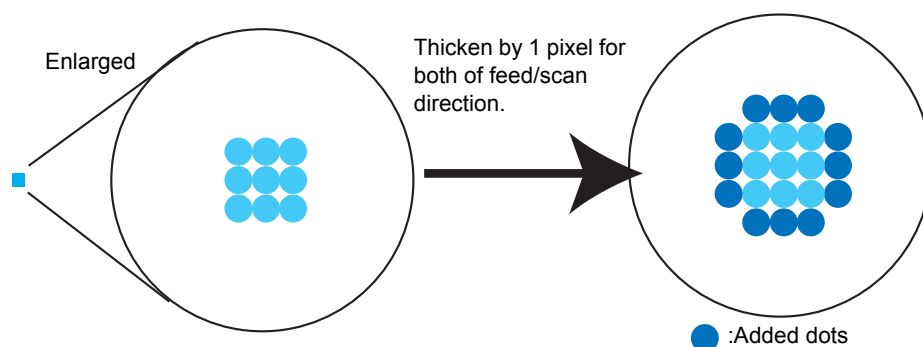 Enlarged
Thicken by 1 pixel for
both of feed/scan
direction.
:Added dots